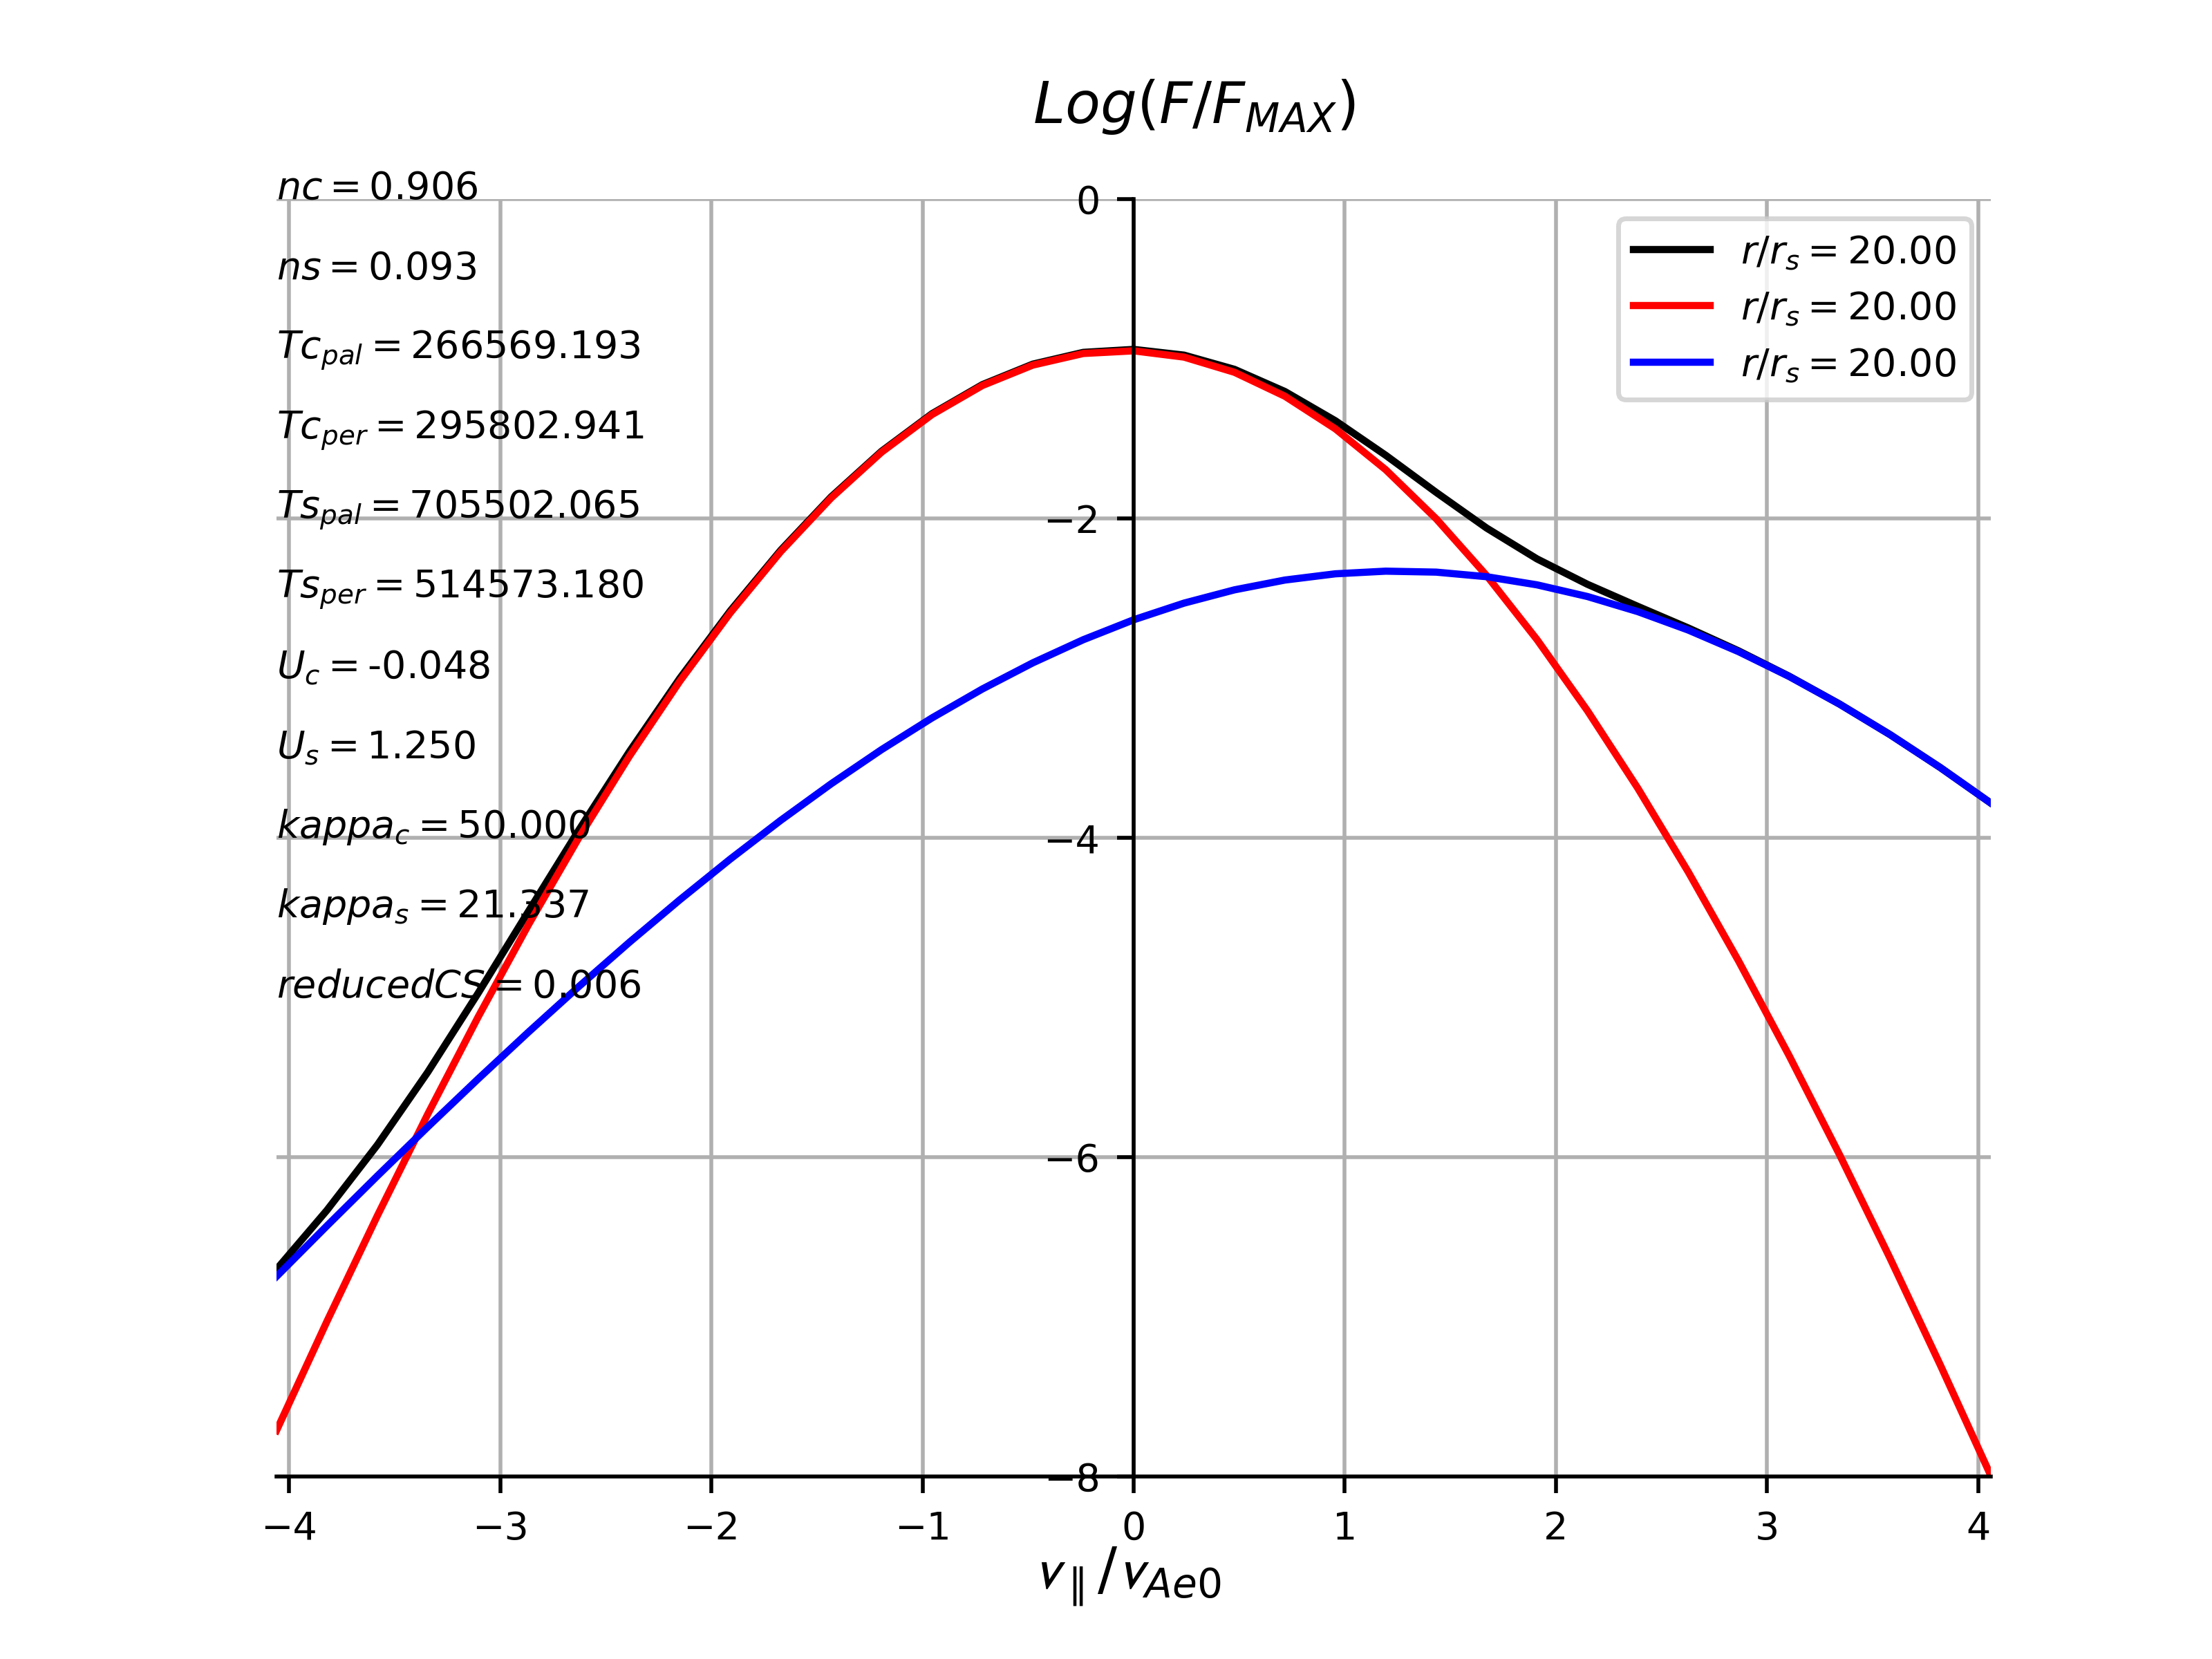 Log(F/F_MAX)
nc = 0.906
ns = 0.093
Tc_pal = 266569.193
Tc_per = 295802.941
Ts_pal = 705502.065
Ts_per = 514573.180
U_c = -0.048
U_s = 1.250
kappa_c = 50.000
kappa_s = 21.337
reducedCS = 0.006
r/r_s = 20.00
r/r_s = 20.00
r/r_s = 20.00
0
−2
−4
−6
−8
−4 −3 −2 −1 0 1 2 3 4
v_∥/v_Ae0